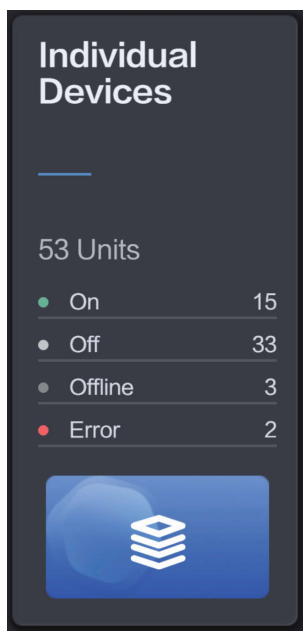 Individual
Devices
53 Units
On 15
Off 33
Offline 3
Error 2